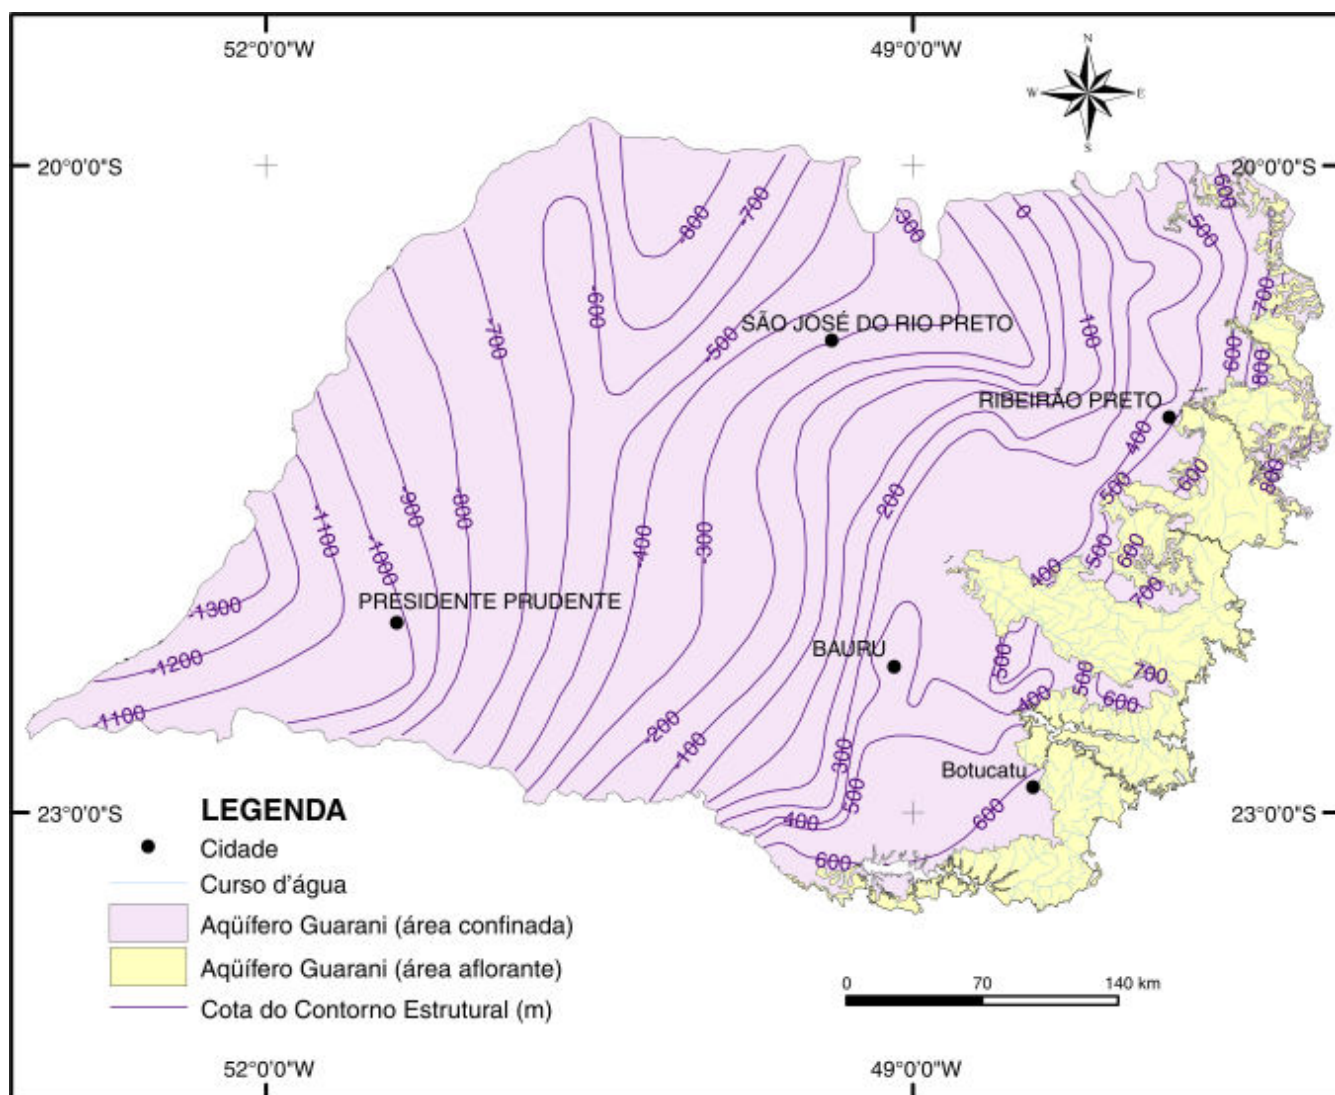 52°0'0"W
49°0'0"W
N
W
E
S
20°0'0"S
20°0'0"S
600
-300
0
-800
-700
500
-600
-700
-500
700
SÃO JOSÉ DO RIO PRETO
100
600
800
RIBEIRÃO PRETO
400
-900
-800
200
500
600
800
-1100
-400
-300
-1000
400
500
600
700
-1300
PRESIDENTE PRUDENTE
BAURU
-1200
500
500
700
600
400
-1100
-200
-100
300
500
Botucatu
600
400
600
23°0'0"S
23°0'0"S
LEGENDA
Cidade
Curso d'água
Aqüífero Guarani (área confinada)
Aqüífero Guarani (área aflorante)
Cota do Contorno Estrutural (m)
0
70
140 km
52°0'0"W
49°0'0"W